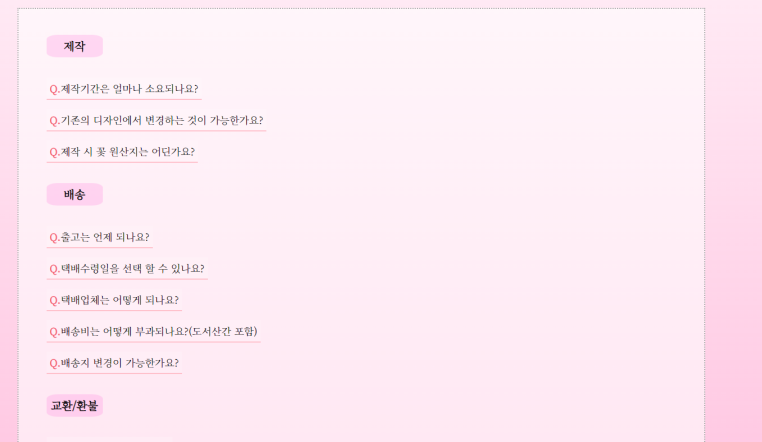 제작
Q.제작기간은 얼마나 소요되나요?
Q.기존의 디자인에서 변경하는 것이 가능한가요?
Q.제작 시 꽃 원산지는 어딘가요?
배송
Q.출고는 언제 되나요?
Q.택배수령일을 선택 할 수 있나요?
Q.택배업체는 어떻게 되나요?
Q.배송비는 어떻게 부과되나요?(도서산간 포함)
Q.배송지 변경이 가능한가요?
교환/환불